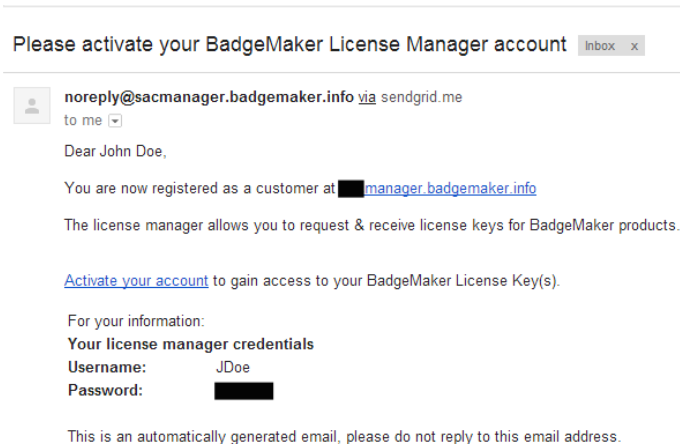 Please activate your BadgeMaker License Manager account Inbox x
noreply@sacmanager.badgemaker.info via sendgrid.me
to me
Dear John Doe,
You are now registered as a customer at manager.badgemaker.info
The license manager allows you to request & receive license keys for BadgeMaker products.
Activate your account to gain access to your BadgeMaker License Key(s).
For your information:
Your license manager credentials
Username: JDoe
Password:
This is an automatically generated email, please do not reply to this email address.